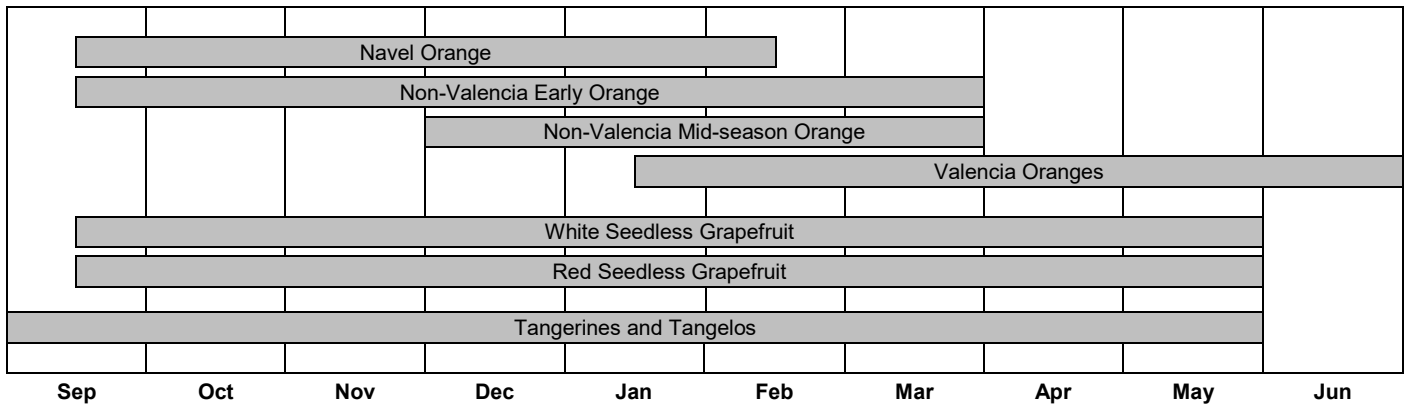 Navel Orange
Non-Valencia Early Orange
Non-Valencia Mid-season Orange
Valencia Oranges
White Seedless Grapefruit
Red Seedless Grapefruit
Tangerines and Tangelos
Sep Oct Nov Dec Jan Feb Mar Apr May Jun